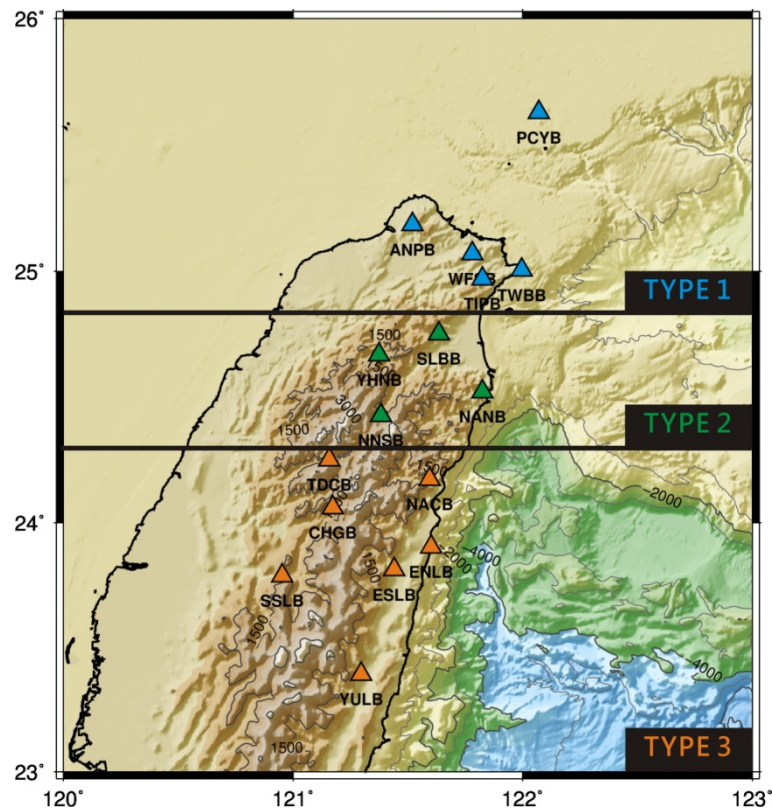 26°
PCYB
ANPB
25°
TWBB
TIPB
TYPE 1
1500
SLBB
YHNB
1500
NANB
3000
1500
NNSB
TYPE 2
1500
TDCB
NACB
−2000
CHGB
24°
ENLB
−2000
−4000
1500
ESLB
SSLB
1500
−4000
YULB
1500
TYPE 3
23°
120°
121°
122°
123°